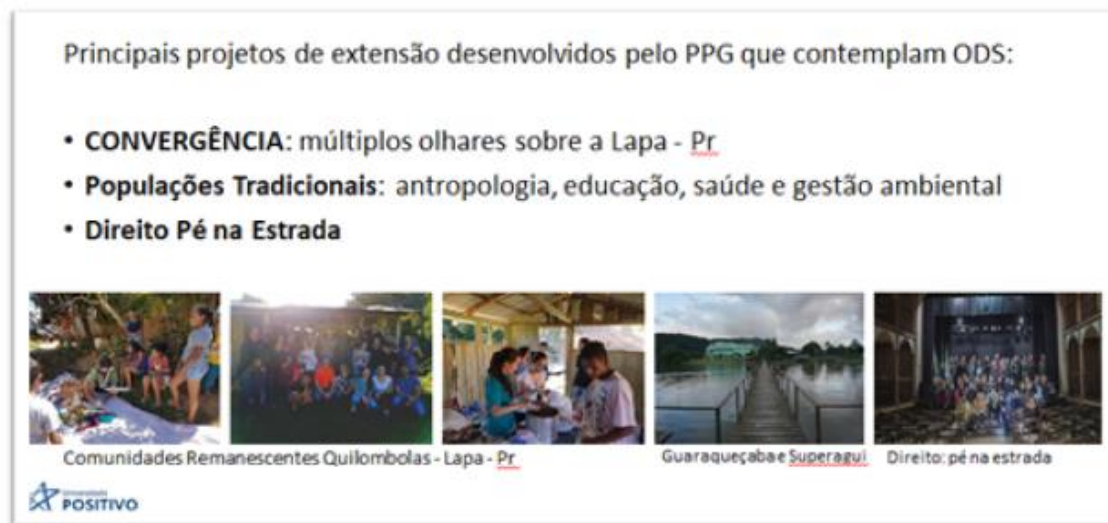 Principais projetos de extensão desenvolvidos pelo PPG que contemplam ODS:
• CONVERGÊNCIA: múltiplos olhares sobre a Lapa - Pr
• Populações Tradicionais: antropologia, educação, saúde e gestão ambiental
• Direito Pé na Estrada
Comunidades Remanescentes Quilombolas - Lapa - Pr
Guaraqueçaba e Superagui
Direito: pé na estrada
Universidade
POSITIVO